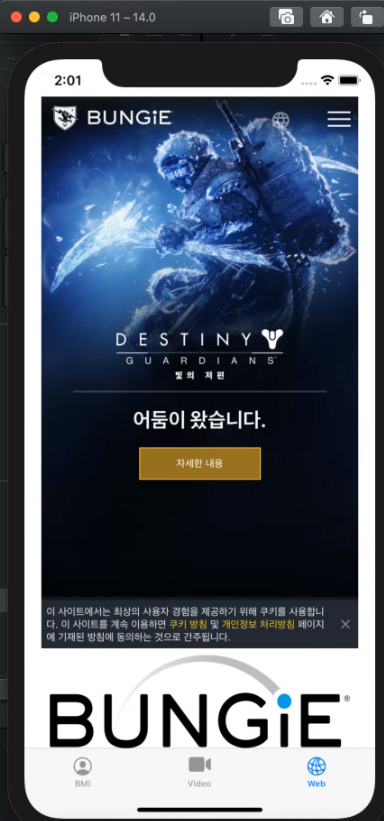 iPhone 11 – 14.0
2:01
BUNGiE
DESTINY
GUARDIANS
빛의 저편
어둠이 왔습니다.
자세한 내용
이 사이트에서는 최상의 사용자 경험을 제공하기 위해 쿠키를 사용합니
다. 이 사이트를 계속 이용하면 쿠키 방침 및 개인정보 처리방침 페이지
에 기재된 방침에 동의하는 것으로 간주됩니다.
BUNGiE®
BMI
Video
Web